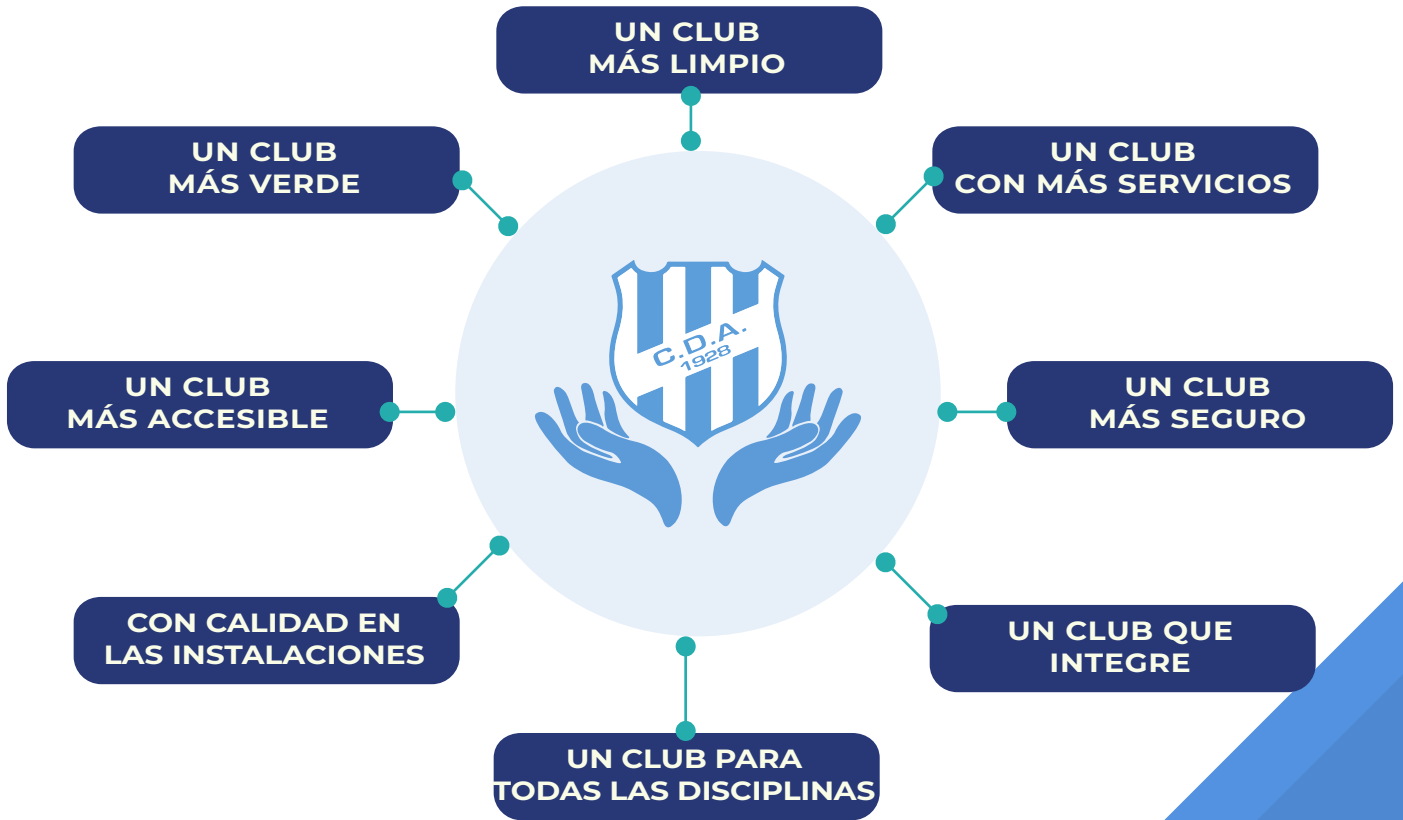 UN CLUB
MÁS LIMPIO
UN CLUB
MÁS VERDE
UN CLUB
CON MÁS SERVICIOS
C.D.A.
1928
UN CLUB
MÁS ACCESIBLE
UN CLUB
MÁS SEGURO
CON CALIDAD EN
LAS INSTALACIONES
UN CLUB QUE
INTEGRE
UN CLUB PARA
TODAS LAS DISCIPLINAS